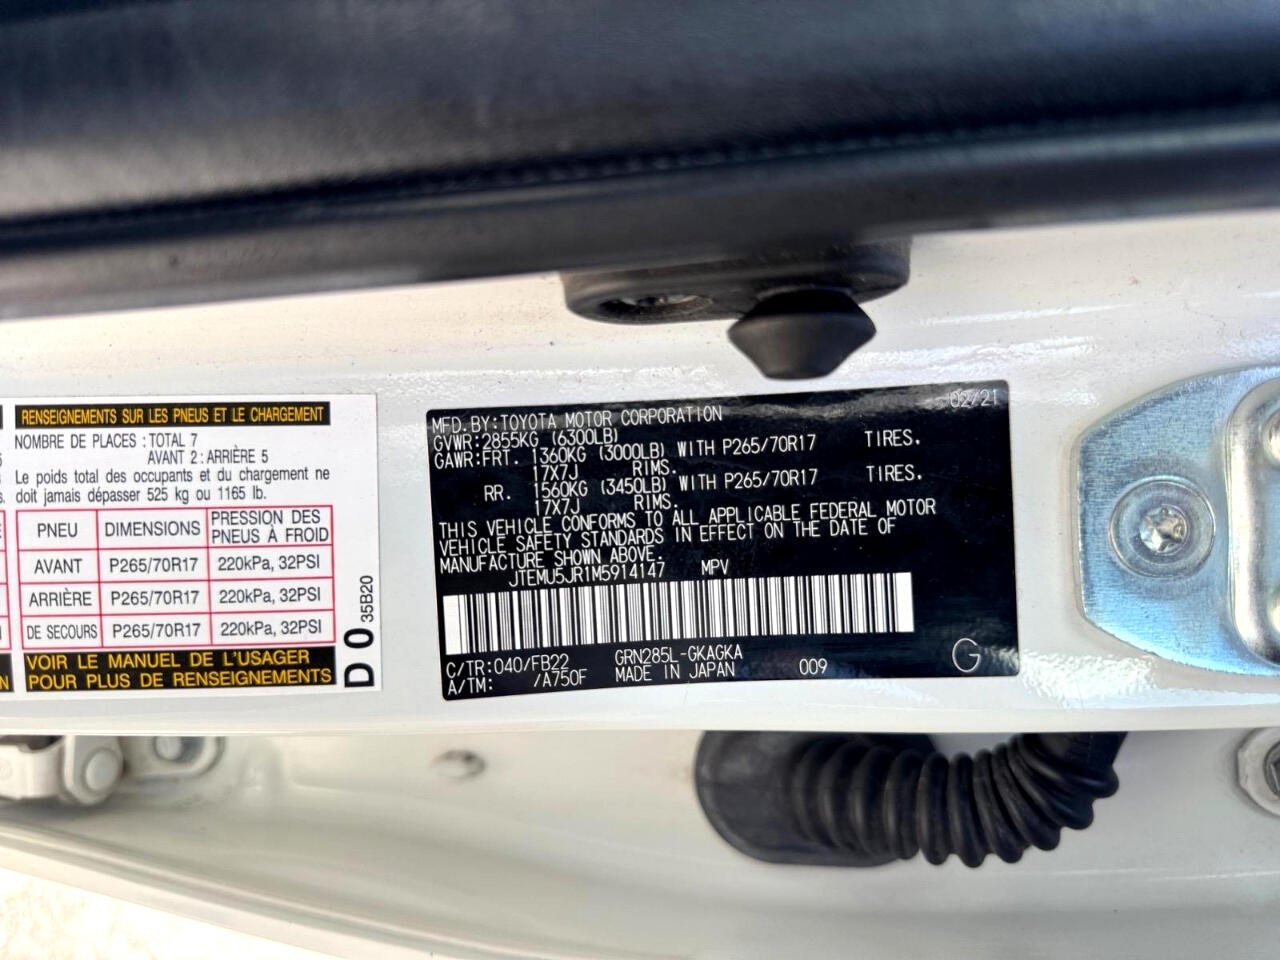 RENSEIGNEMENTS SUR LES PNEUS ET LE CHARGEMENT
NOMBRE DE PLACES : TOTAL 7
AVANT 2 : ARRIÈRE 5
Le poids total des occupants et du chargement ne
doit jamais dépasser 525 kg ou 1165 lb.
PNEU DIMENSIONS PRESSION DES PNEUS À FROID
AVANT P265/70R17 220kPa, 32PSI
ARRIÈRE P265/70R17 220kPa, 32PSI
DE SECOURS P265/70R17 220kPa, 32PSI
VOIR LE MANUEL DE L'USAGER
POUR PLUS DE RENSEIGNEMENTS
D0 35B20
MFD.BY:TOYOTA MOTOR CORPORATION 02/21
GVWR:2855KG (6300LB)
GAWR:FRT. 1360KG (3000LB) WITH P265/70R17 TIRES.
17X7J RIMS.
RR. 1560KG (3450LB) WITH P265/70R17 TIRES.
17X7J RIMS.
THIS VEHICLE CONFORMS TO ALL APPLICABLE FEDERAL MOTOR
VEHICLE SAFETY STANDARDS IN EFFECT ON THE DATE OF
MANUFACTURE SHOWN ABOVE.
JTEMU5JR1M5914147 MPV
C/TR:040/FB22 GRN285L-GKAGKA
A/TM: /A750F MADE IN JAPAN 009 G